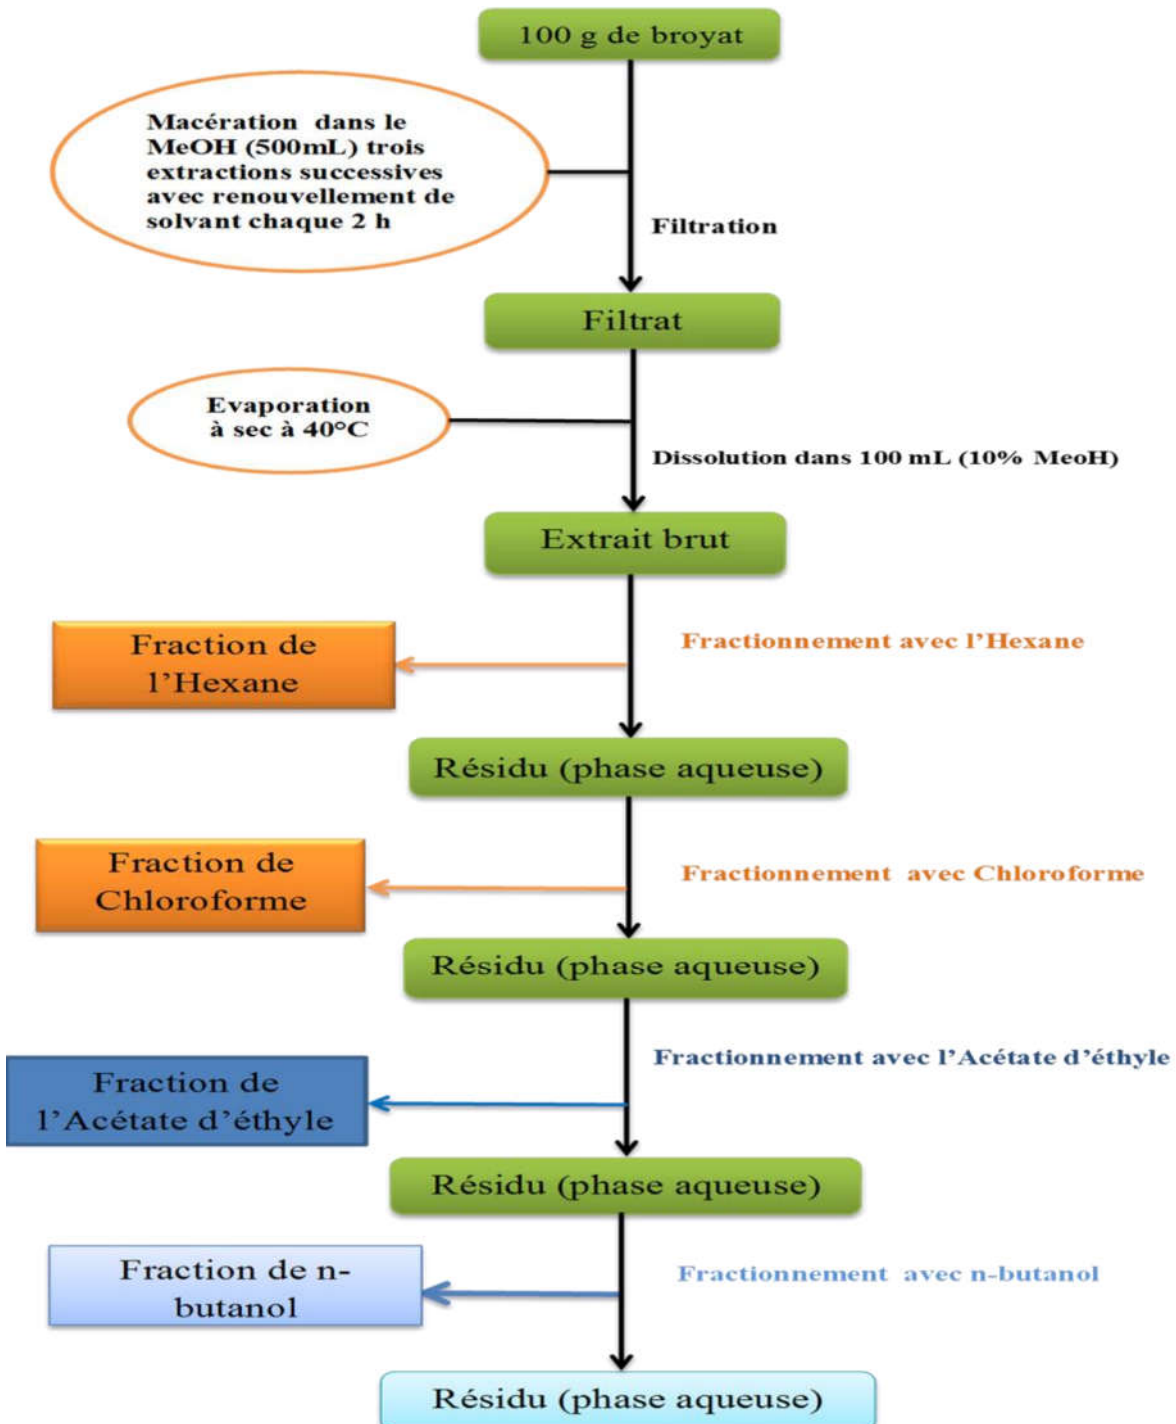 100 g de broyat
Macération dans le
MeOH (500mL) trois
extractions successives
avec renouvellement de
solvant chaque 2 h
Filtration
Filtrat
Evaporation
à sec à 40°C
Dissolution dans 100 mL (10% MeoH)
Extrait brut
Fractionnement avec l'Hexane
Fraction de
l'Hexane
Résidu (phase aqueuse)
Fractionnement avec Chloroforme
Fraction de
Chloroforme
Résidu (phase aqueuse)
Fractionnement avec l'Acétate d'éthyle
Fraction de
l'Acétate d'éthyle
Résidu (phase aqueuse)
Fractionnement avec n-butanol
Fraction de n-
butanol
Résidu (phase aqueuse)